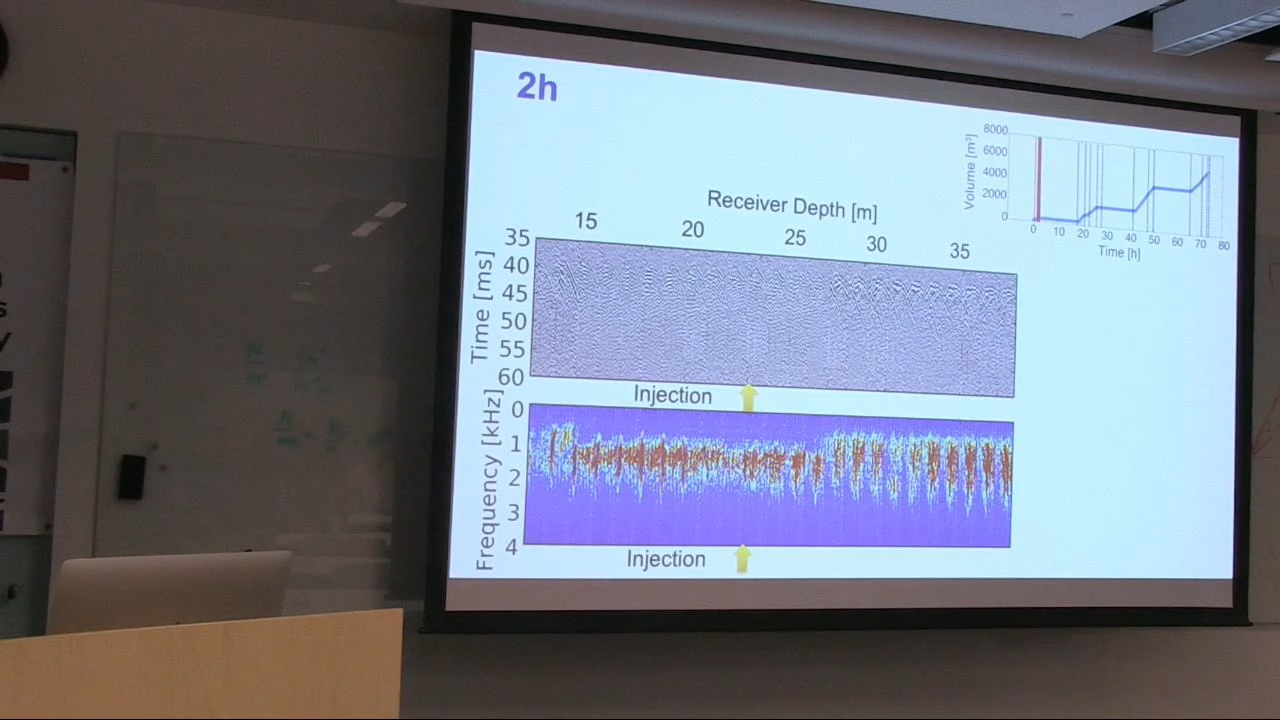 2h
8000
6000
4000
2000
0
Volume [m³]
0 10 20 30 40 50 60 70 80
Time [h]
Receiver Depth [m]
15 20 25 30 35
35
40
45
50
55
60
Time [ms]
Injection
0
1
2
3
4
Frequency [kHz]
Injection